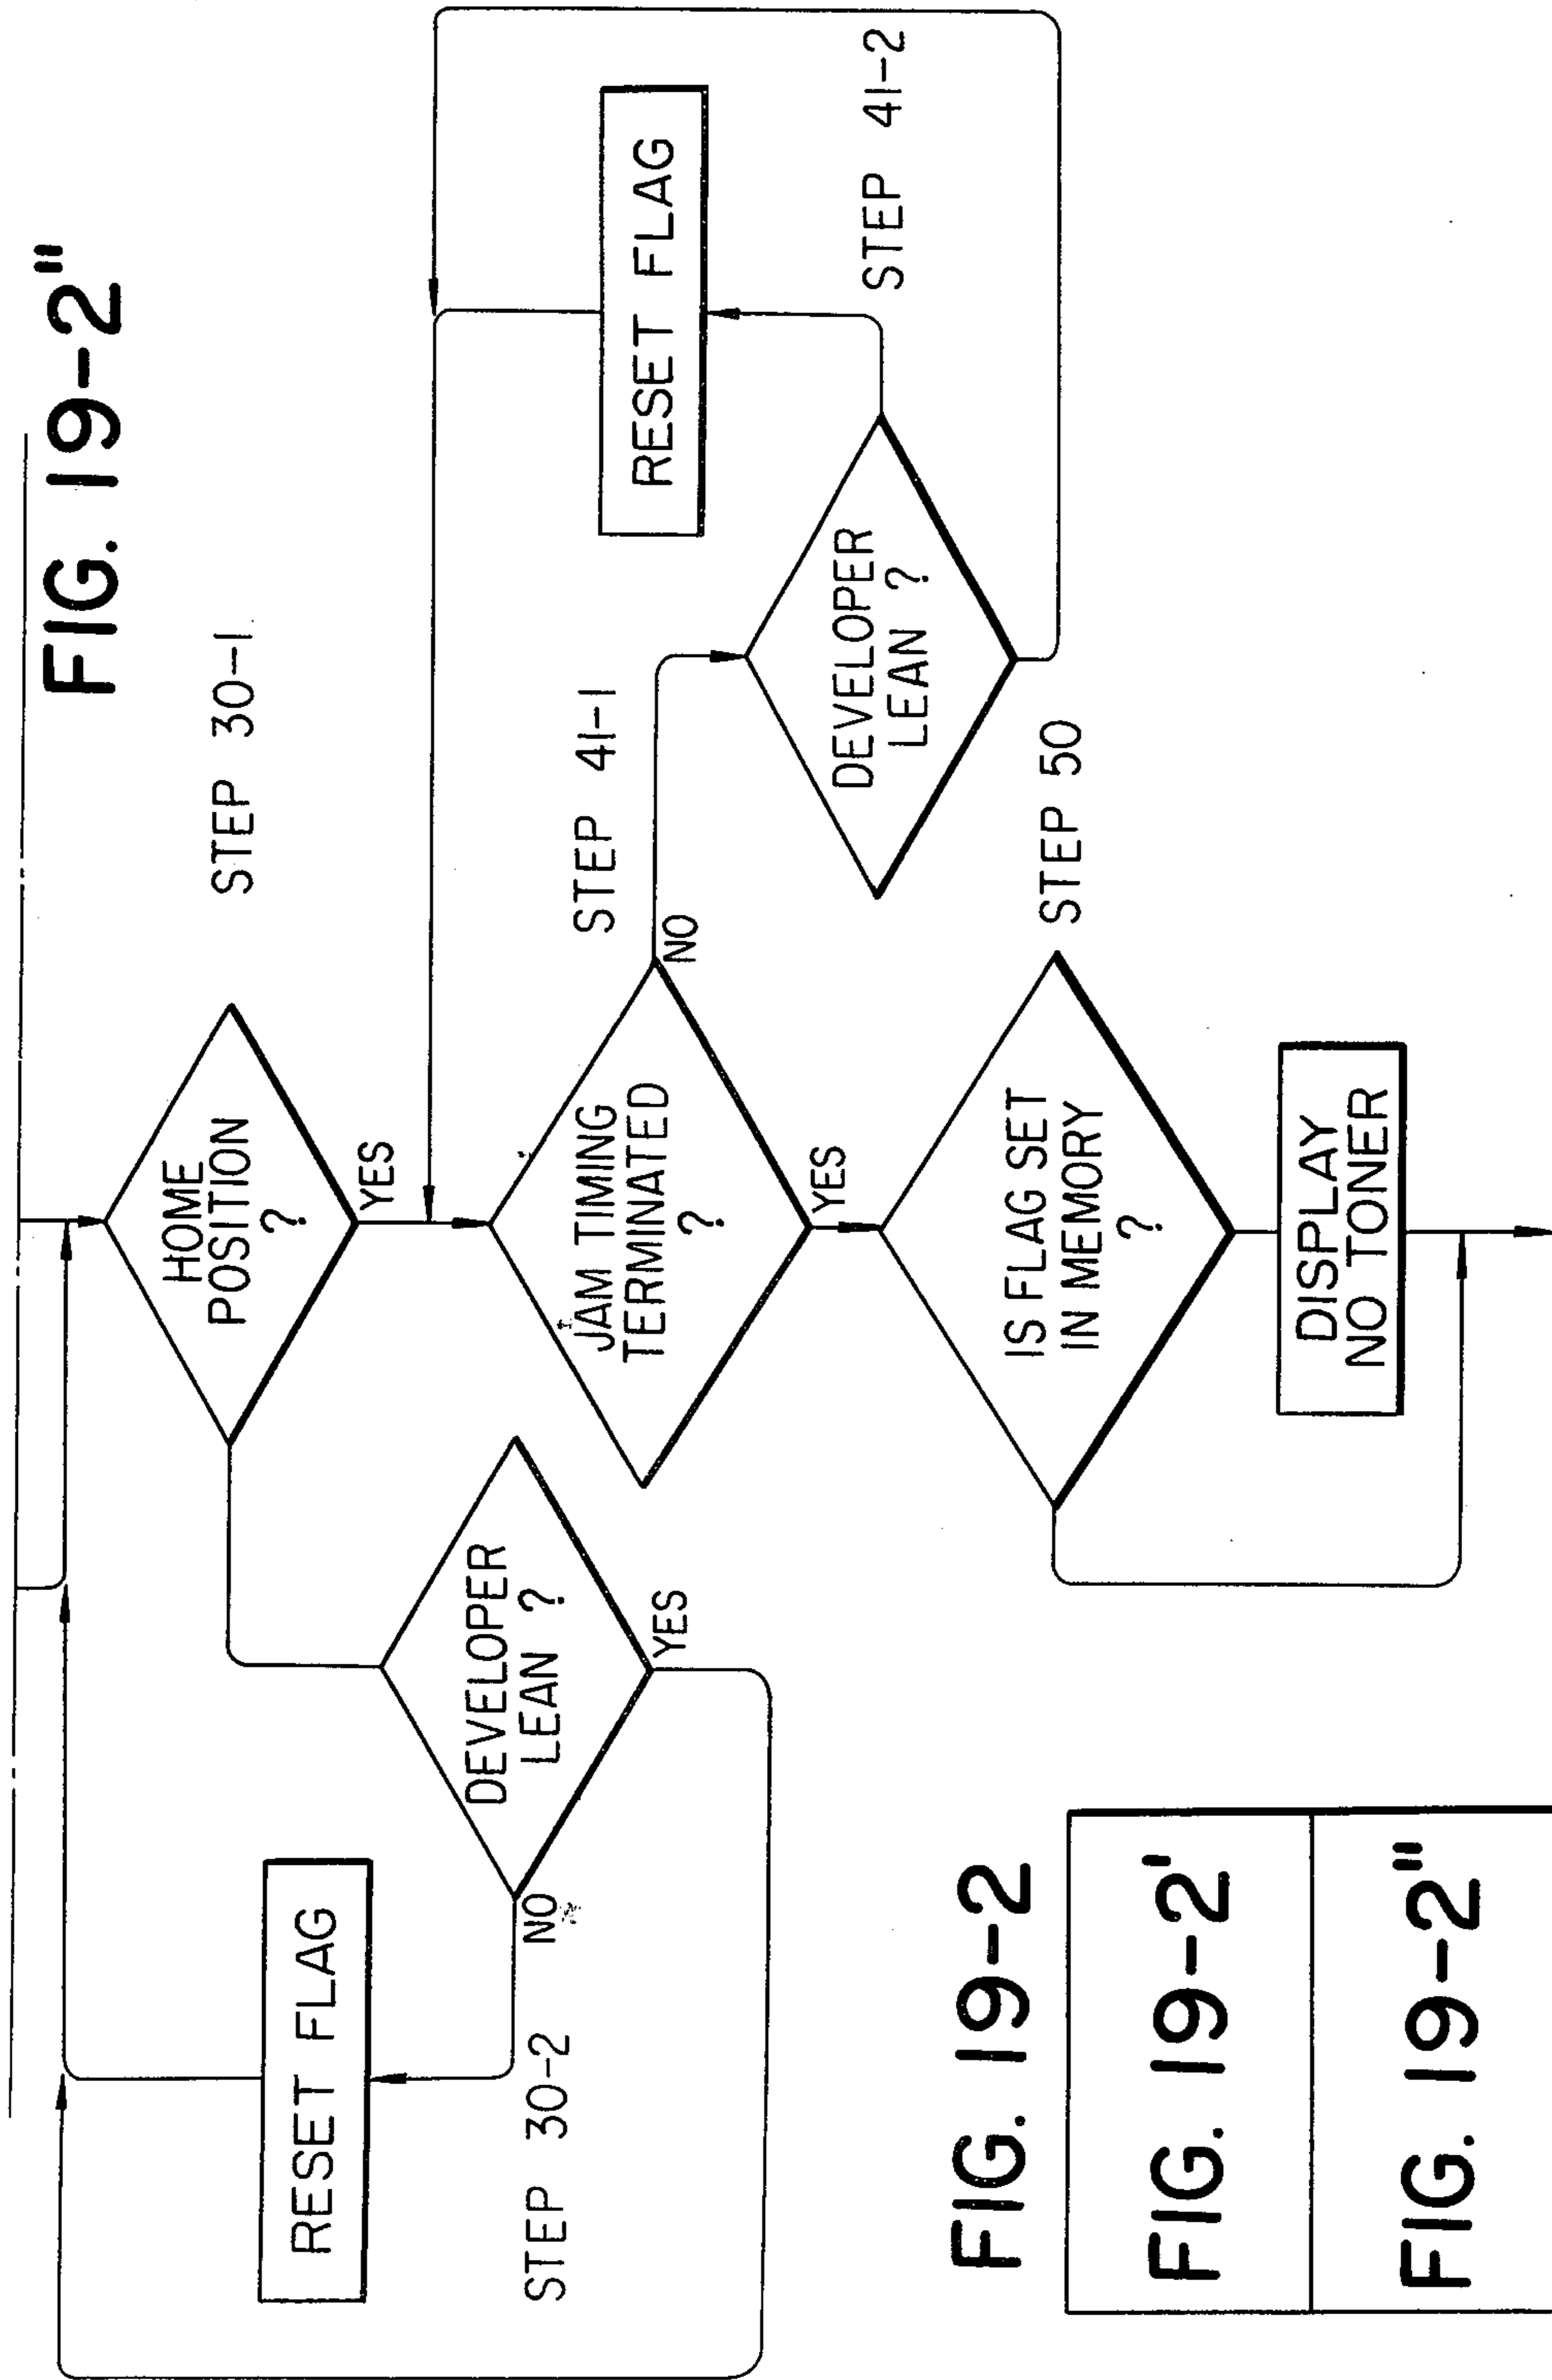 FIG. 19-2"
STEP 30-1
HOME
POSITION
?
YES
RESET FLAG
DEVELOPER
LEAN ?
NO
YES
STEP 30-2
JAM TIMING
TERMINATED
?
NO
YES
STEP 41-1
RESET FLAG
DEVELOPER
LEAN ?
STEP 41-2
IS FLAG SET
IN MEMORY
?
STEP 50
DISPLAY
NO TONER
FIG. 19-2
FIG. 19-2'
FIG. 19-2"